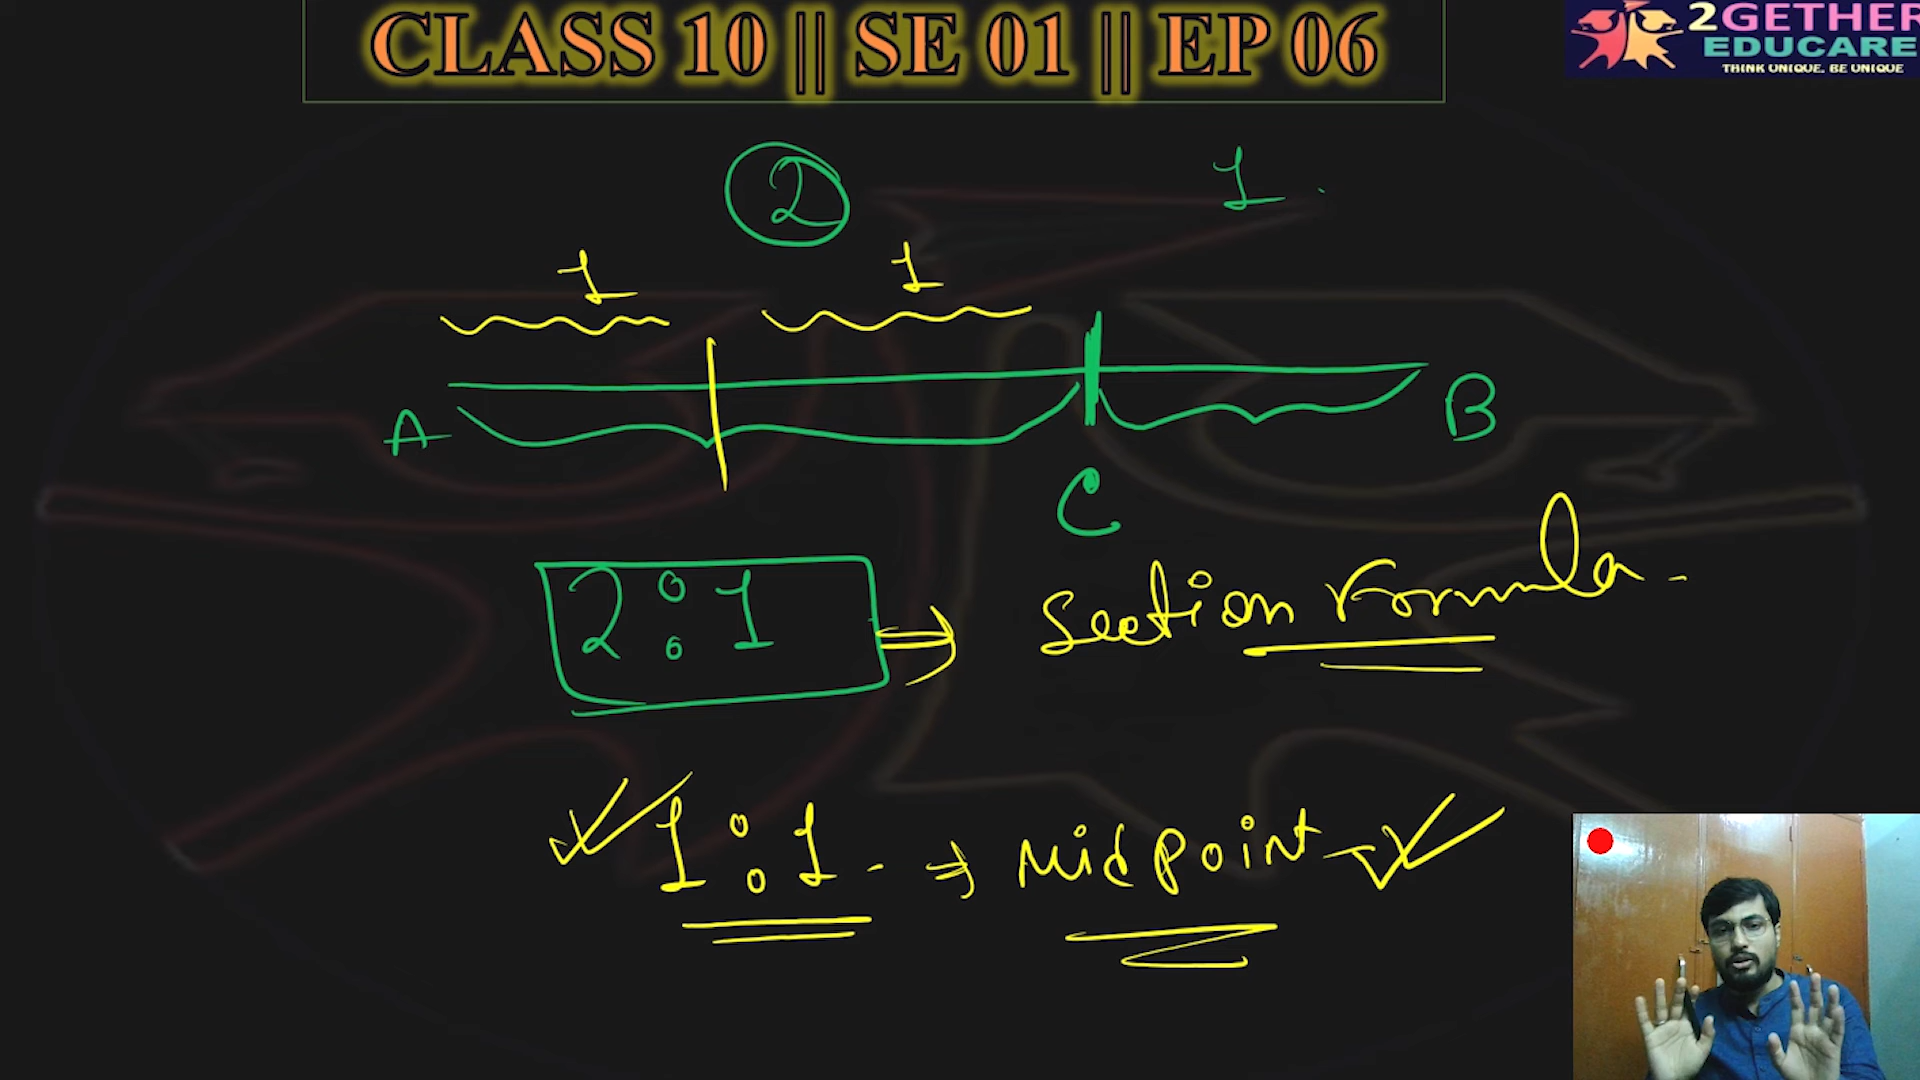 CLASS 10 || SE 01 || EP 06
2GETHER
EDUCARE
THINK UNIQUE. BE UNIQUE
2
1
1
1
A
B
C
2:1 ⇒ Section Formula.
1:1. ⇒ Midpoint